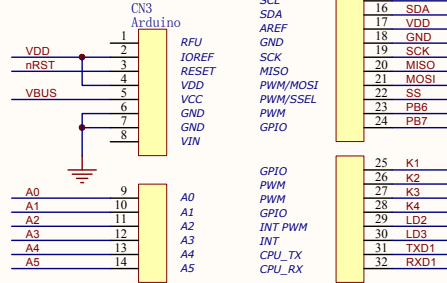 CN3
Arduino
1 RFU
VDD 2 IOREF
nRST 3 RESET
4 VDD
VBUS 5 VCC
6 GND
7 GND
8 VIN
A0 9 A0
A1 10 A1
A2 11 A2
A3 12 A3
A4 13 A4
A5 14 A5
SCL
SDA 16 SDA
AREF 17 VDD
GND 18 GND
SCK 19 SCK
MISO 20 MISO
PWM/MOSI 21 MOSI
PWM/SSEL 22 SS
PWM 23 PB6
GPIO 24 PB7
GPIO 25 K1
PWM 26 K2
PWM 27 K3
GPIO 28 K4
INT PWM 29 LD2
INT 30 LD3
CPU_TX 31 TXD1
CPU_RX 32 RXD1